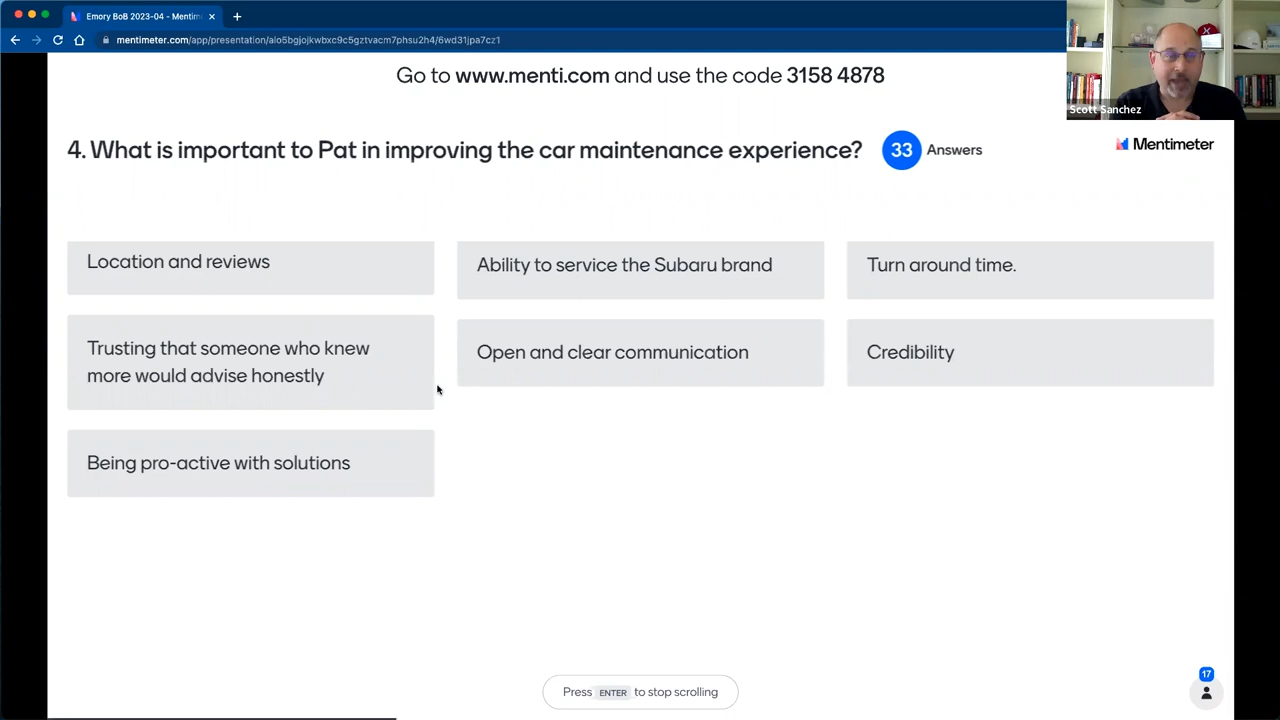 Emory BoB 2023-04 - Mentim
mentimeter.com/app/presentation/alo5bgjojkwbxc9c5gztvacm7phsu2h4/6wd31jpa7cz1
Go to www.menti.com and use the code 3158 4878
Scott Sanchez
4. What is important to Pat in improving the car maintenance experience?
33 Answers
Mentimeter
Location and reviews
Ability to service the Subaru brand
Turn around time.
Trusting that someone who knew
more would advise honestly
Open and clear communication
Credibility
Being pro-active with solutions
Press ENTER to stop scrolling
17